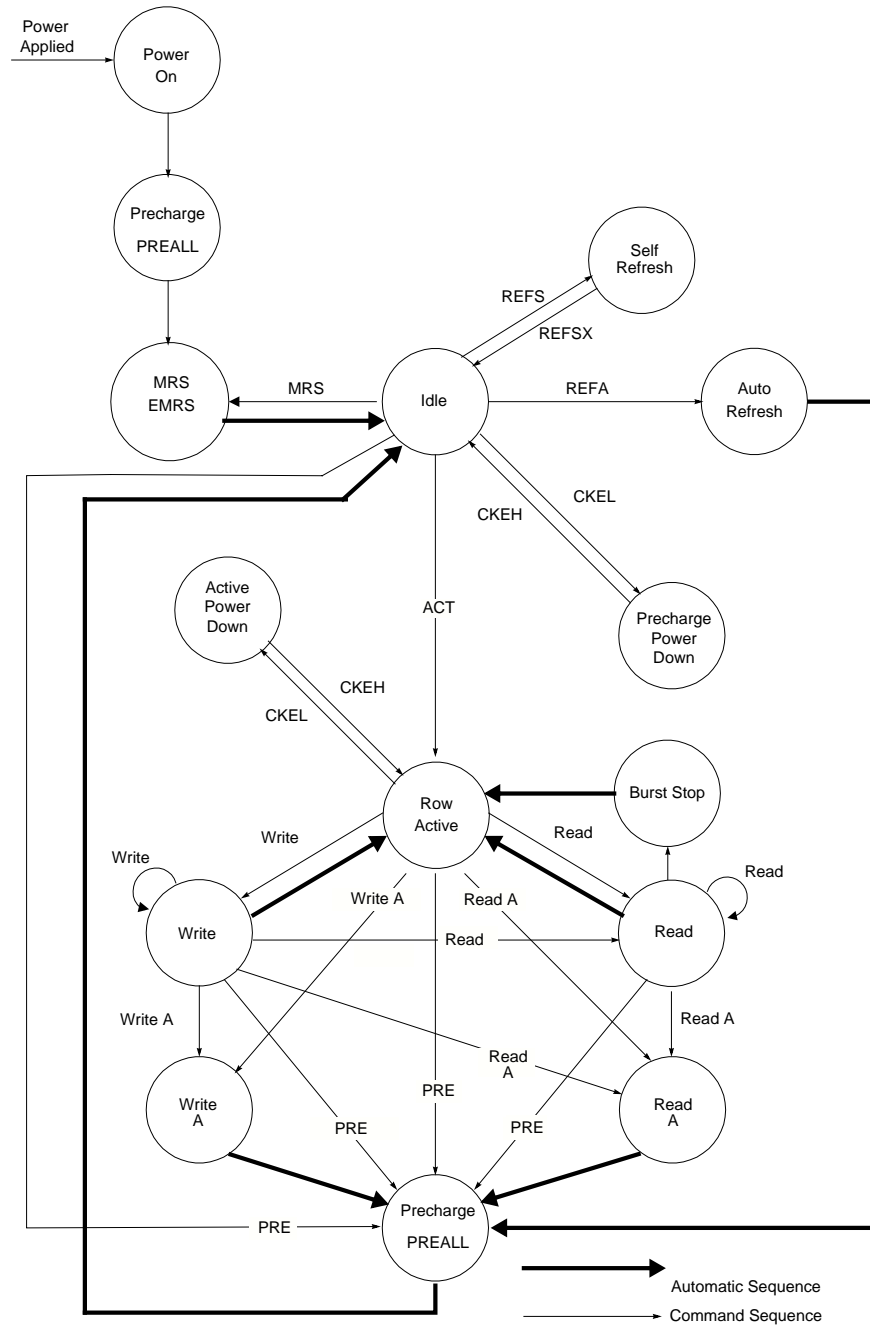 Power
Applied
Power
On
Precharge
PREALL
Self
Refresh
REFS
REFSX
MRS
EMRS
MRS
Idle
REFA
Auto
Refresh
CKEL
CKEH
Active
Power
Down
ACT
Precharge
Power
Down
CKEH
CKEL
Burst Stop
Row
Active
Write
Read
Write
Read
Write A
Read A
Write
Read
Read
Write A
Read A
Read
A
Write
A
PRE
Read
A
PRE
PRE
Precharge
PREALL
PRE
Automatic Sequence
Command Sequence